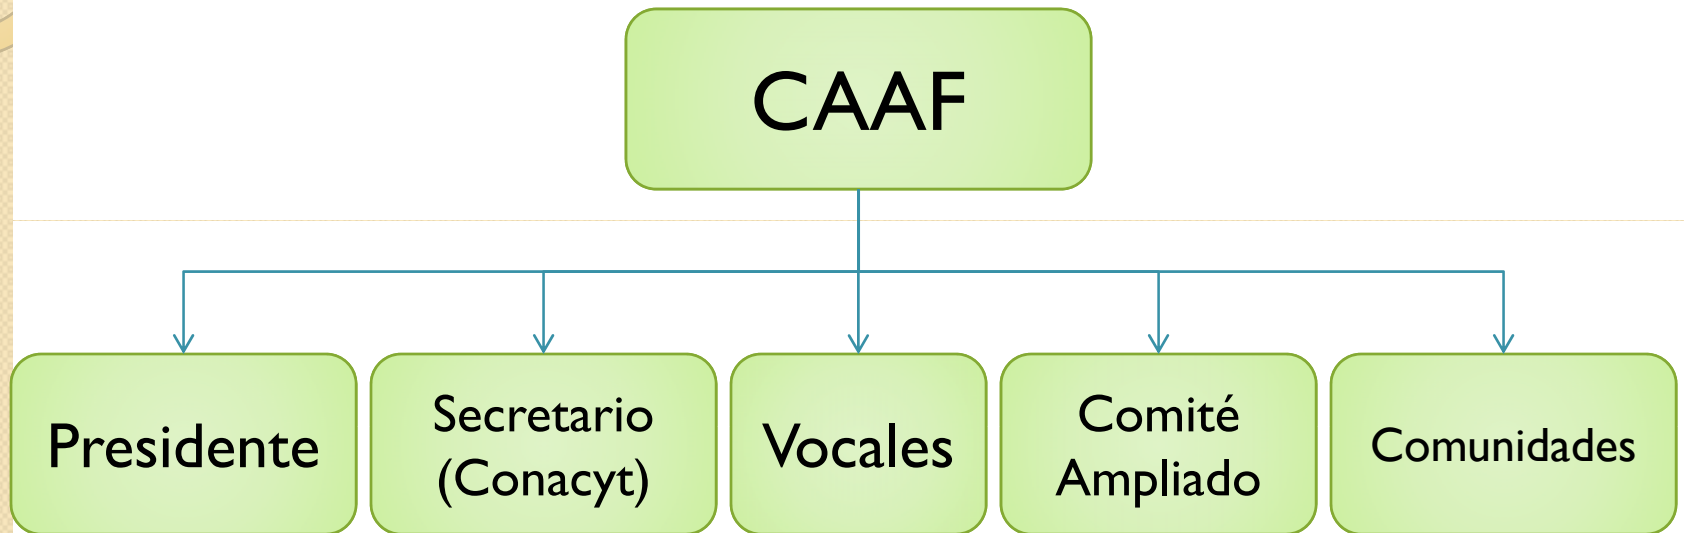 CAAF
Presidente
Secretario
(Conacyt)
Vocales
Comité
Ampliado
Comunidades